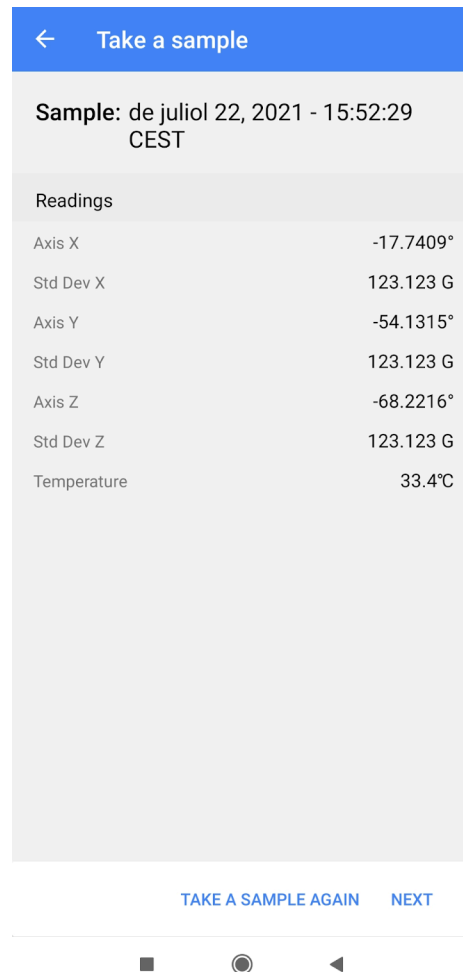 Take a sample
Sample: de juliol 22, 2021 - 15:52:29
CEST
Readings
Axis X -17.7409°
Std Dev X 123.123 G
Axis Y -54.1315°
Std Dev Y 123.123 G
Axis Z -68.2216°
Std Dev Z 123.123 G
Temperature 33.4°C
TAKE A SAMPLE AGAIN NEXT